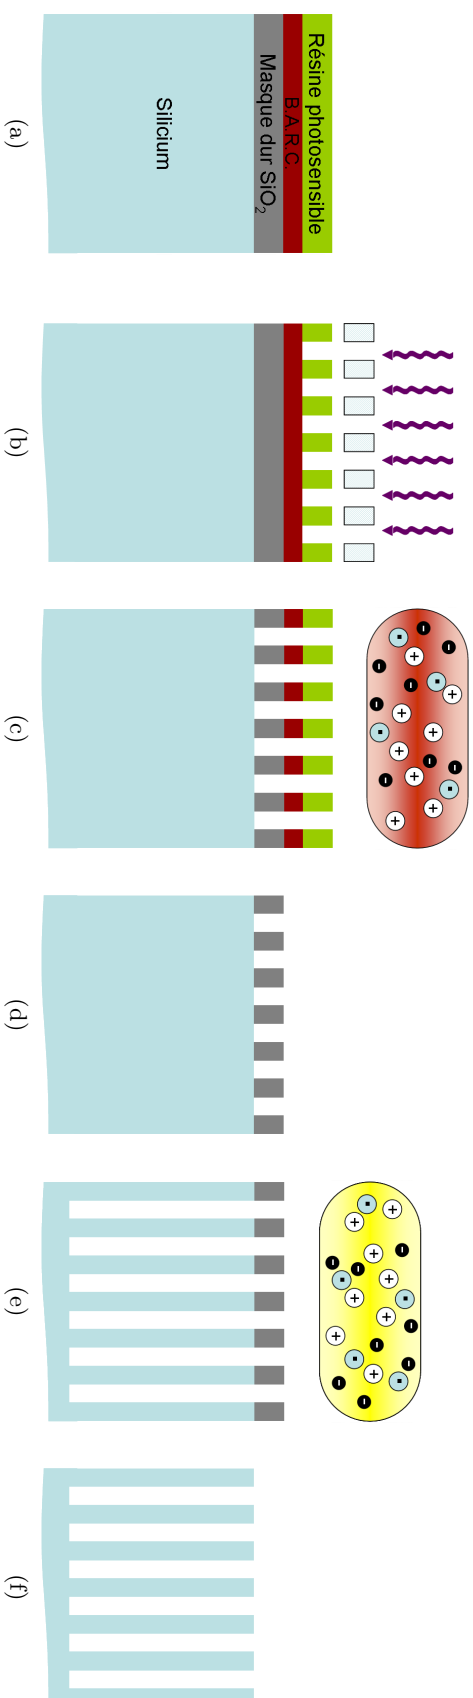 Résine photosensible
B.A.R.C.
Masque dur SiO₂
Silicium
(a)
(b)
(c)
(d)
(e)
(f)